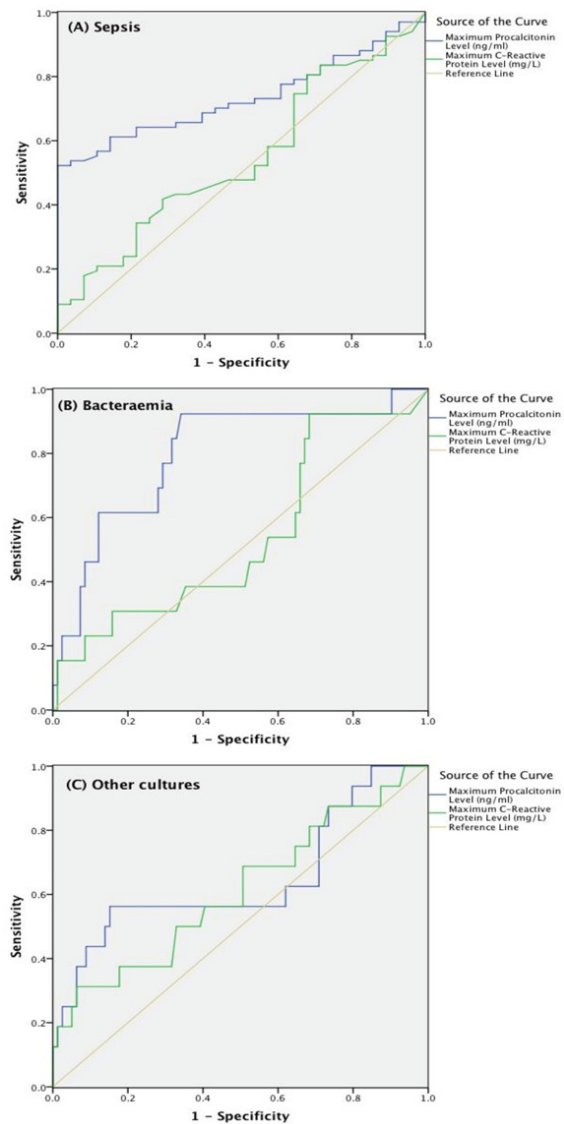 (A) Sepsis
Source of the Curve
Maximum Procalcitonin
Level (ng/ml)
Maximum C-Reactive
Protein Level (mg/L)
Reference Line
1.0
0.8
0.6
0.4
0.2
0.0
Sensitivity
0.0 0.2 0.4 0.6 0.8 1.0
1 - Specificity
(B) Bacteraemia
Source of the Curve
Maximum Procalcitonin
Level (ng/ml)
Maximum C-Reactive
Protein Level (mg/L)
Reference Line
1.0
0.8
0.6
0.4
0.2
0.0
Sensitivity
0.0 0.2 0.4 0.6 0.8 1.0
1 - Specificity
(C) Other cultures
Source of the Curve
Maximum Procalcitonin
Level (ng/ml)
Maximum C-Reactive
Protein Level (mg/L)
Reference Line
1.0
0.8
0.6
0.4
0.2
0.0
Sensitivity
0.0 0.2 0.4 0.6 0.8 1.0
1 - Specificity